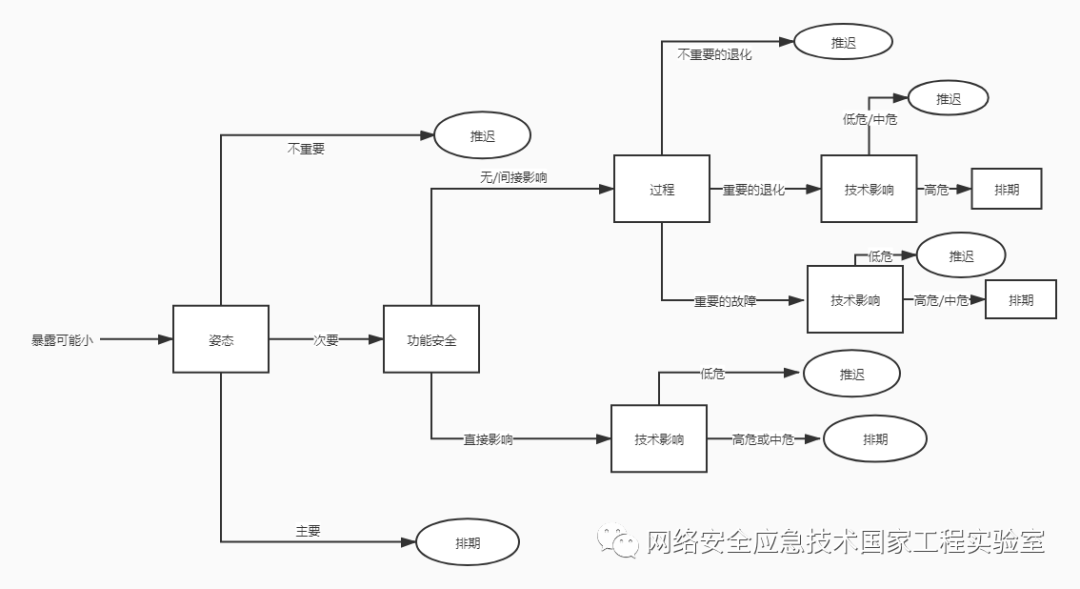 不重要的退化
推迟
推迟
低危/中危
推迟
不重要
无/间接影响
过程
重要的退化
技术影响
高危
排期
低危
推迟
重要的故障
技术影响
高危/中危
排期
暴露可能小
姿态
次要
功能安全
低危
推迟
直接影响
技术影响
高危或中危
排期
主要
排期
网络安全应急技术国家工程实验室